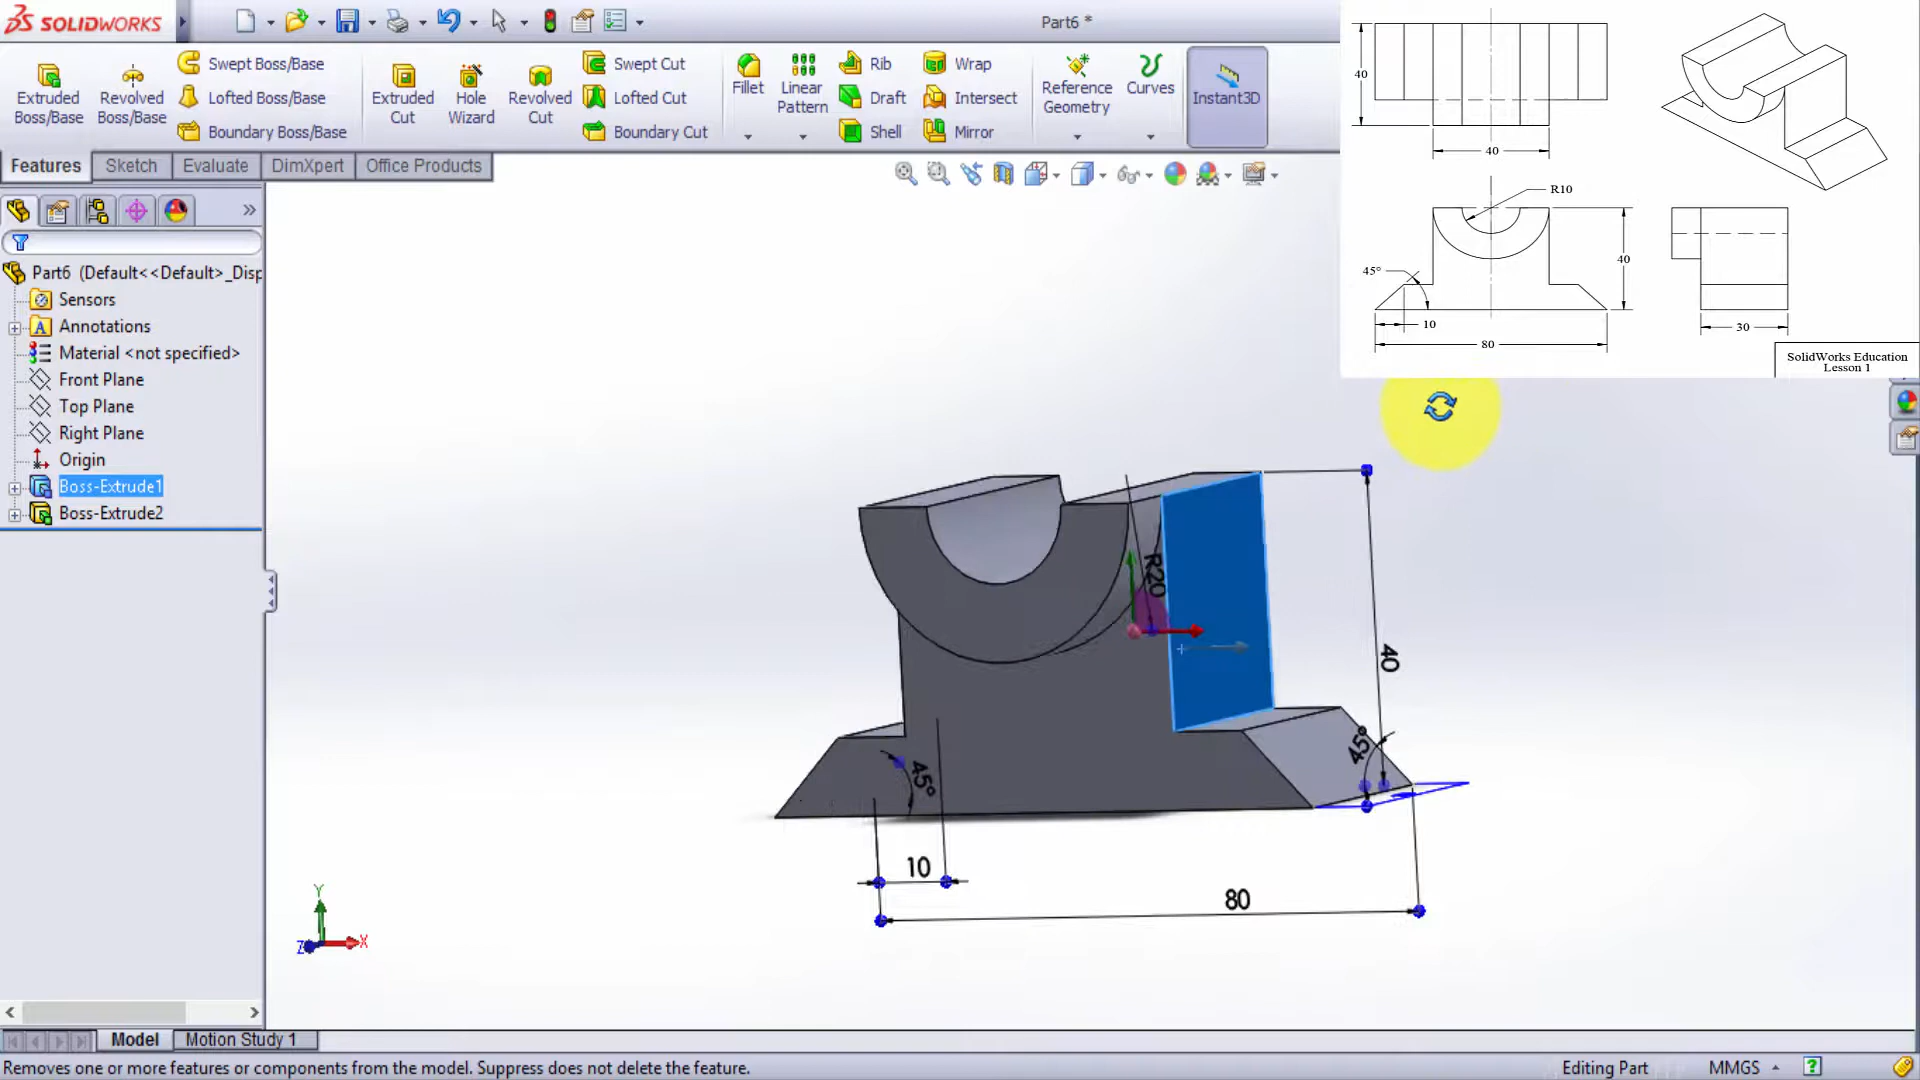 SOLIDWORKS
Part6 *
Extruded Boss/Base
Revolved Boss/Base
Swept Boss/Base
Lofted Boss/Base
Boundary Boss/Base
Extruded Cut
Hole Wizard
Revolved Cut
Swept Cut
Lofted Cut
Boundary Cut
Fillet
Linear Pattern
Rib
Draft
Shell
Wrap
Intersect
Mirror
Reference Geometry
Curves
Instant3D
Features
Sketch
Evaluate
DimXpert
Office Products
Part6 (Default<<Default>_Disp
Sensors
A Annotations
Material <not specified>
Front Plane
Top Plane
Right Plane
Origin
Boss-Extrude1
Boss-Extrude2
40
40
R10
45°
40
10
80
30
SolidWorks Education
Lesson 1
R20
40
45°
45°
10
80
Y
Z
X
Model
Motion Study 1
Removes one or more features or components from the model. Suppress does not delete the feature.
Editing Part
MMGS
?